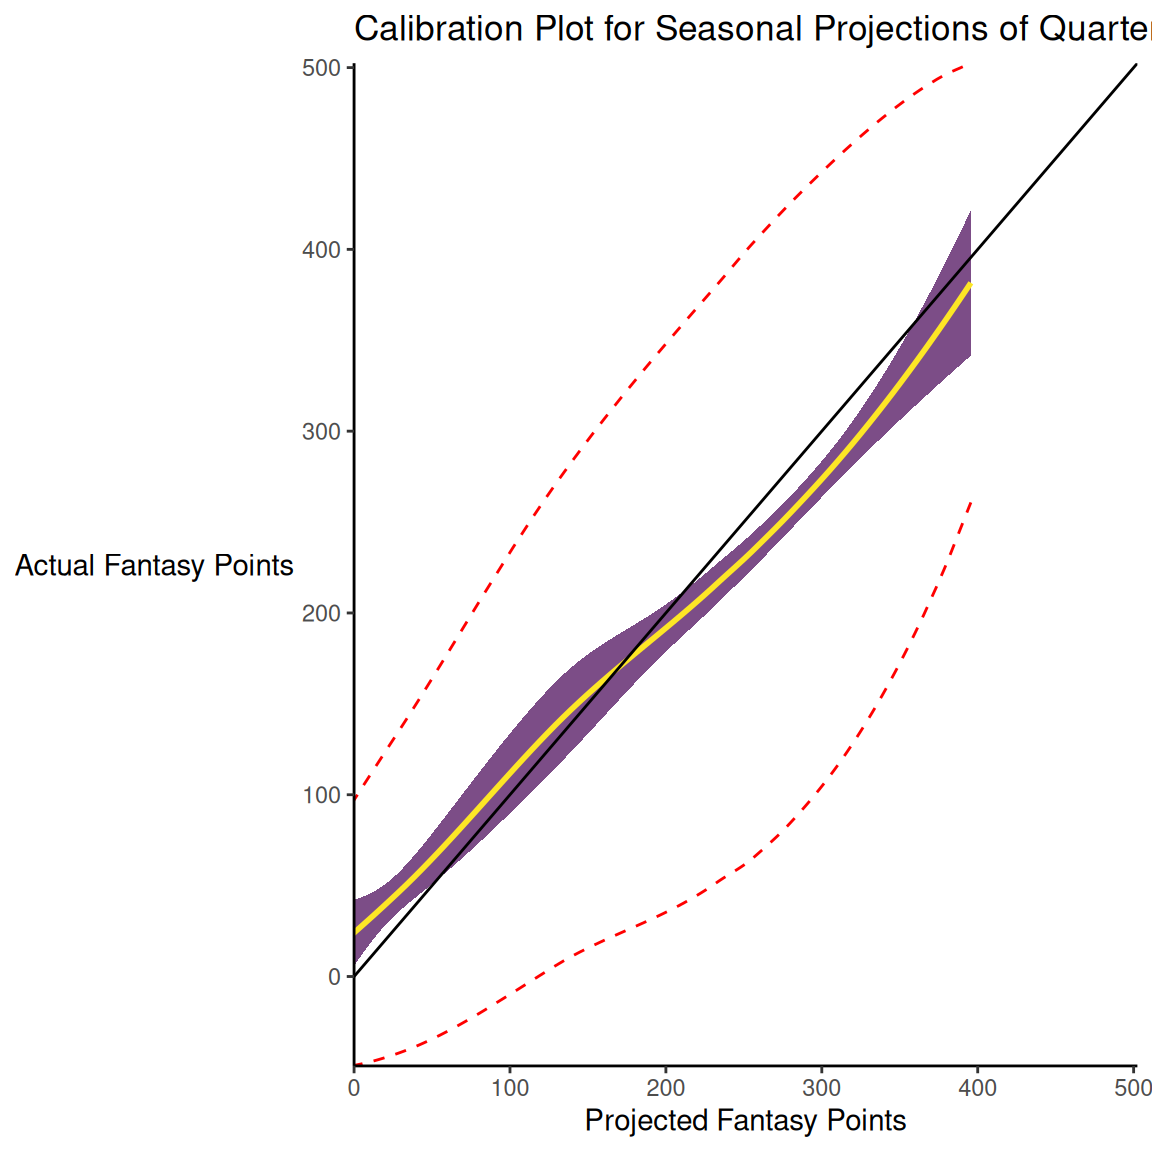 Calibration Plot for Seasonal Projections of Quarter
500
400
300
200
100
0
Actual Fantasy Points
0 100 200 300 400 500
Projected Fantasy Points